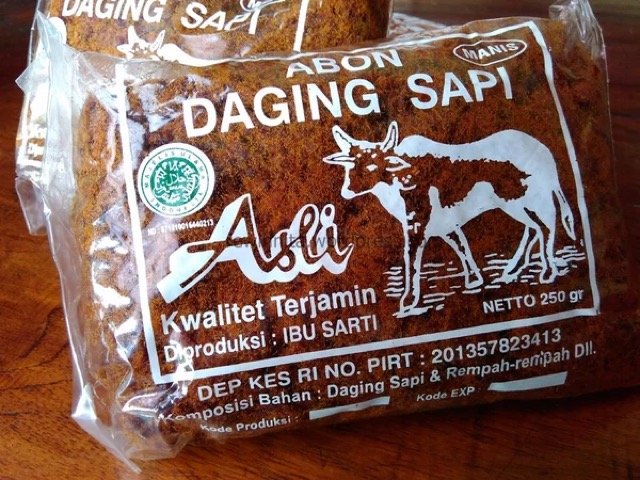 DAGING SAPI
ABON
MANIS
DAGING SAPI
Asli
Kwalitet Terjamin
Diproduksi : IBU SARTI
NETTO 250 gr
DEP KES RI NO. PIRT : 201357823413
Komposisi Bahan : Daging Sapi & Rempah-rempah Dll.
Kode Produksi :
Kode EXP :